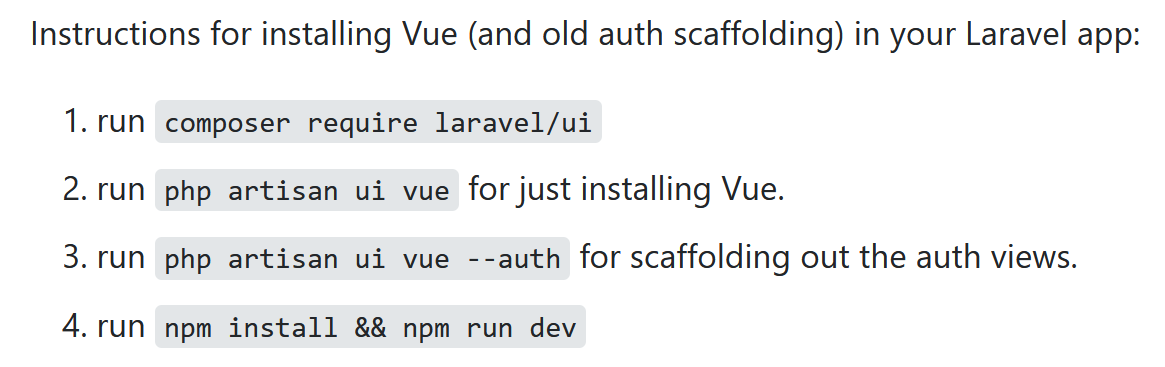 Instructions for installing Vue (and old auth scaffolding) in your Laravel app:
1. run composer require laravel/ui
2. run php artisan ui vue for just installing Vue.
3. run php artisan ui vue --auth for scaffolding out the auth views.
4. run npm install && npm run dev